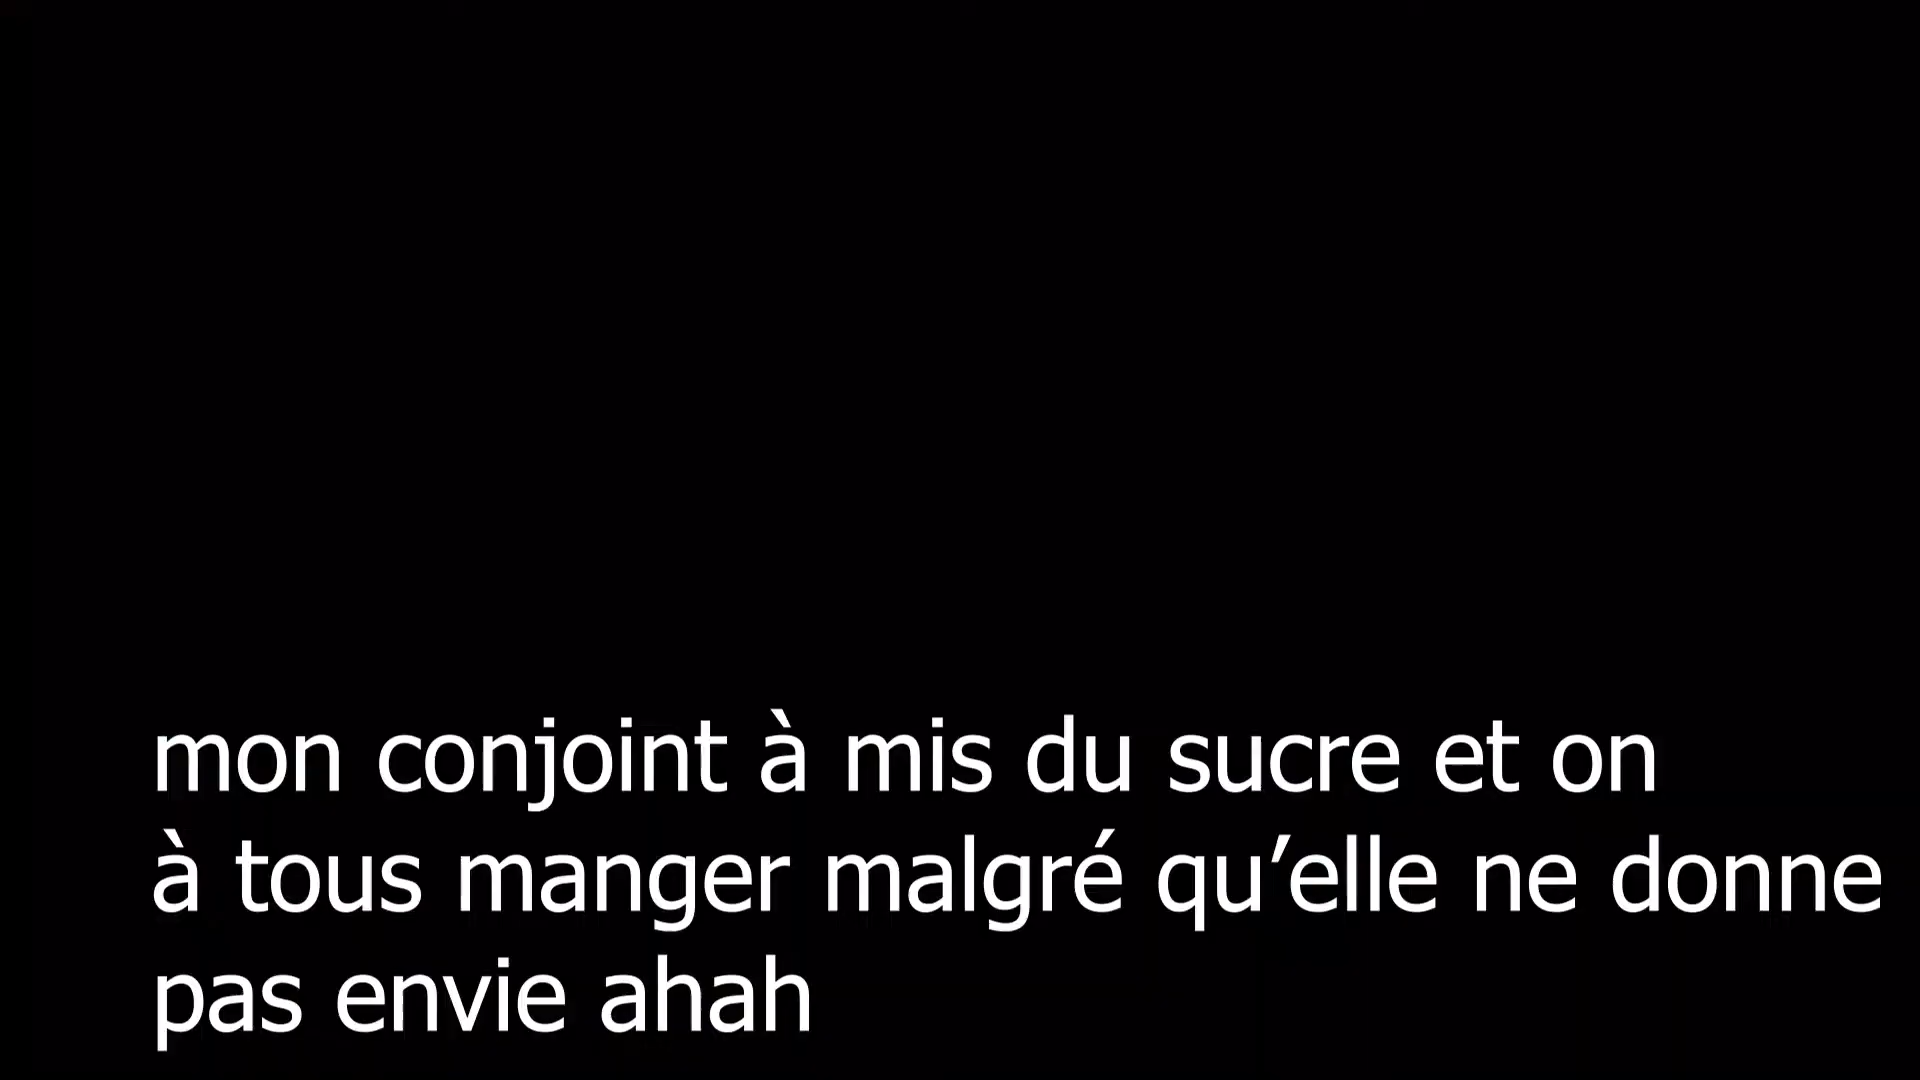 mon conjoint à mis du sucre et on
à tous manger malgré qu’elle ne donne
pas envie ahah